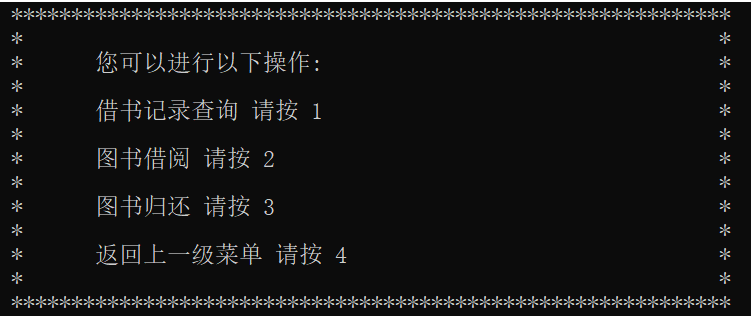 ************************************************************
*                                                          *
*      您可以进行以下操作:                                 *
*                                                          *
*      借书记录查询 请按 1                                 *
*                                                          *
*      图书借阅 请按 2                                     *
*                                                          *
*      图书归还 请按 3                                     *
*                                                          *
*      返回上一级菜单 请按 4                               *
*                                                          *
************************************************************